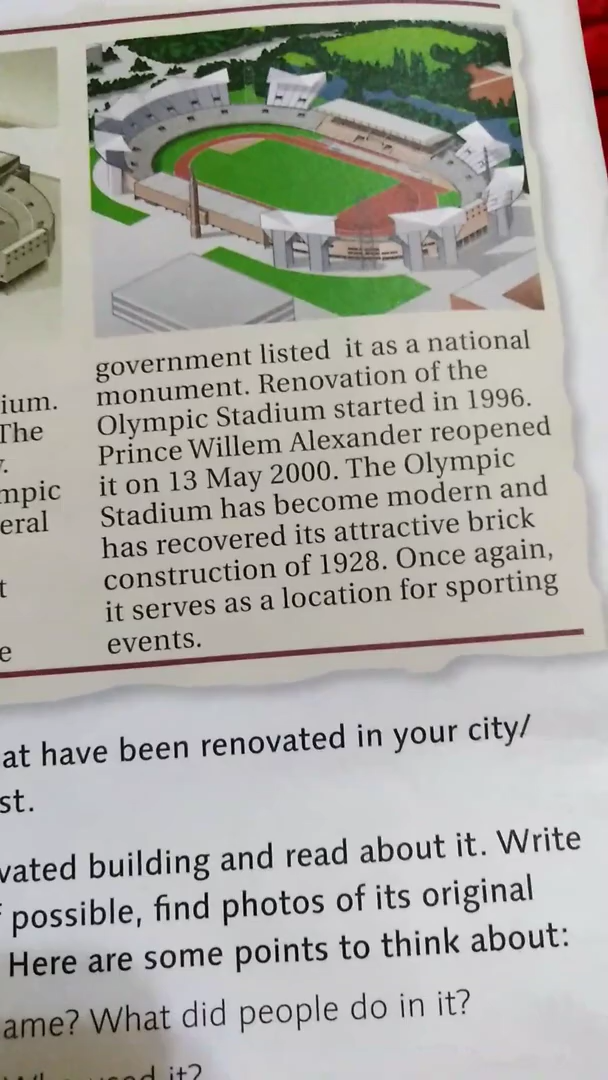 ium.
The
y.
mpic
eral
t
e
government listed it as a national
monument. Renovation of the
Olympic Stadium started in 1996.
Prince Willem Alexander reopened
it on 13 May 2000. The Olympic
Stadium has become modern and
has recovered its attractive brick
construction of 1928. Once again,
it serves as a location for sporting
events.
at have been renovated in your city/
st.
vated building and read about it. Write
possible, find photos of its original
Here are some points to think about:
ame? What did people do in it?
it?